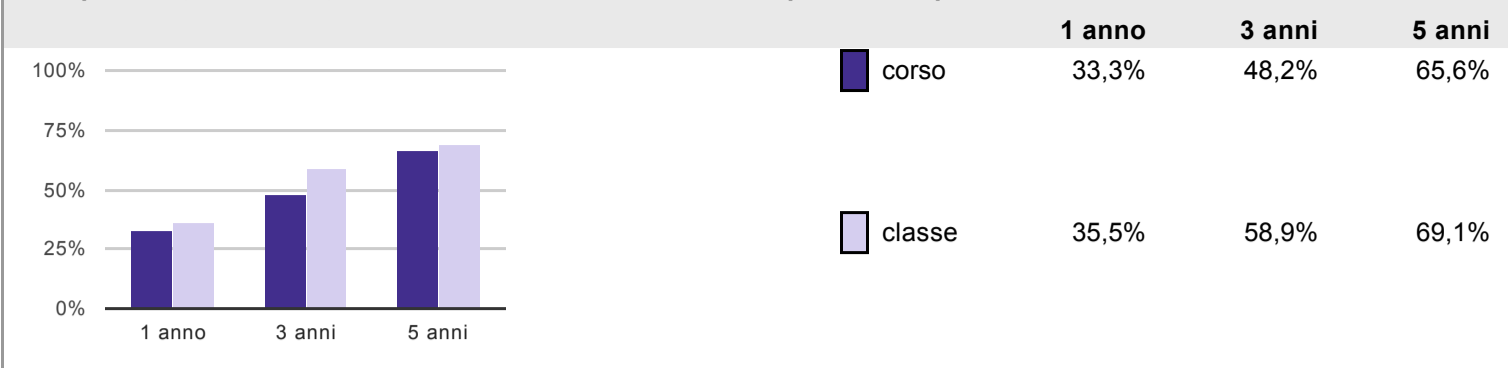 1 anno 3 anni 5 anni
100%
75%
50%
25%
0%
1 anno 3 anni 5 anni
corso 33,3% 48,2% 65,6%
classe 35,5% 58,9% 69,1%